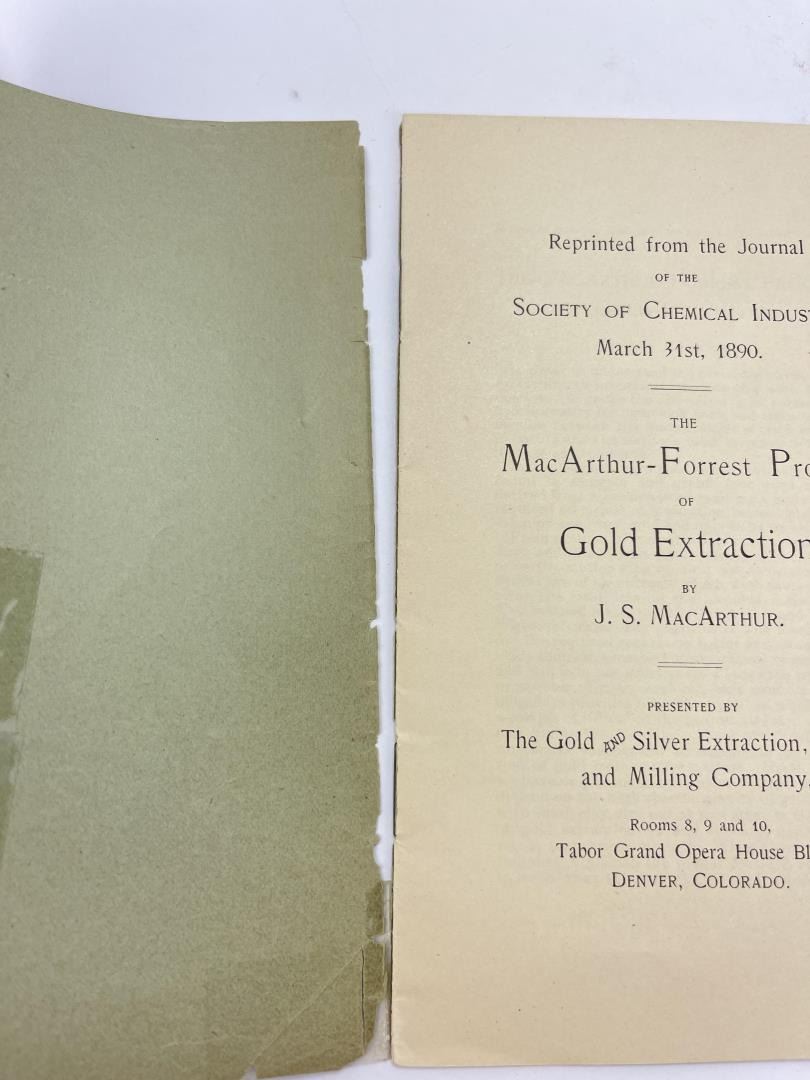 Reprinted from the Journal
OF THE
SOCIETY OF CHEMICAL INDUST
March 31st, 1890.
THE
MacArthur-Forrest Pro
OF
Gold Extraction
BY
J. S. MACARTHUR.
PRESENTED BY
The Gold AND Silver Extraction,
and Milling Company,
Rooms 8, 9 and 10,
Tabor Grand Opera House Bl
DENVER, COLORADO.